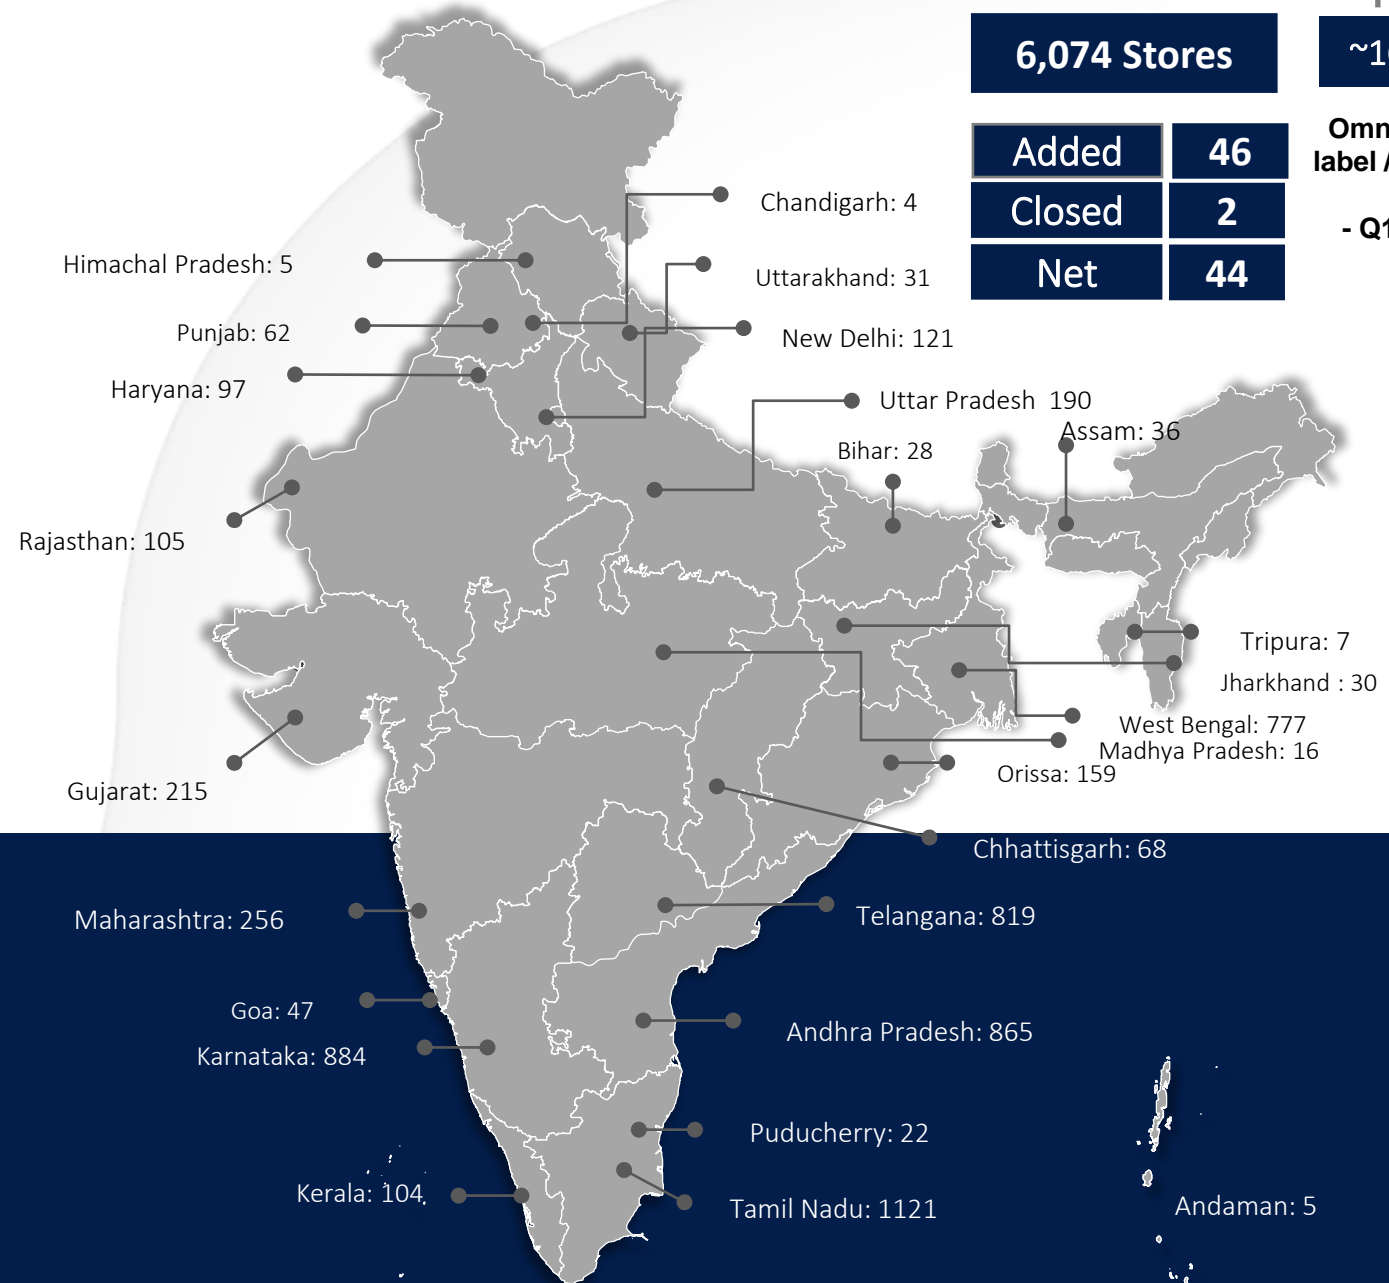 6,074 Stores
Added 46
label
Closed 2
- Q1
Net 44
Chandigarh: 4
Himachal Pradesh: 5
Uttarakhand: 31
Punjab: 62
New Delhi: 121
Haryana: 97
Uttar Pradesh 190
Assam: 36
Bihar: 28
Rajasthan: 105
Tripura: 7
Jharkhand : 30
West Bengal: 777
Madhya Pradesh: 16
Orissa: 159
Gujarat: 215
Chhattisgarh: 68
Maharashtra: 256
Telangana: 819
Goa: 47
Andhra Pradesh: 865
Karnataka: 884
Puducherry: 22
Kerala: 104
Tamil Nadu: 1121
Andaman: 5